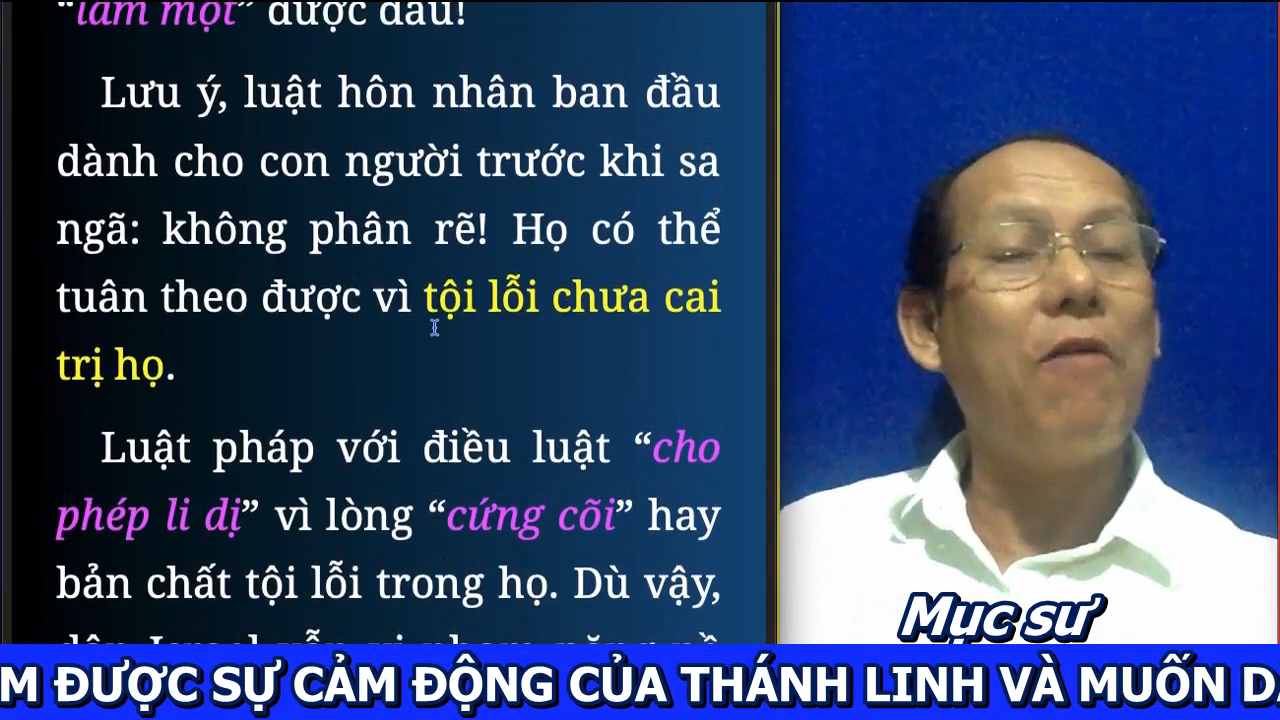 “làm một” được đâu!
Lưu ý, luật hôn nhân ban đầu
dành cho con người trước khi sa
ngã: không phân rẽ! Họ có thể
tuân theo được vì tội lỗi chưa cai
trị họ.
Luật pháp với điều luật “cho
phép li dị” vì lòng “cứng cõi” hay
bản chất tội lỗi trong họ. Dù vậy,
Mục sư
M ĐƯỢC SỰ CẢM ĐỘNG CỦA THÁNH LINH VÀ MUỐN D